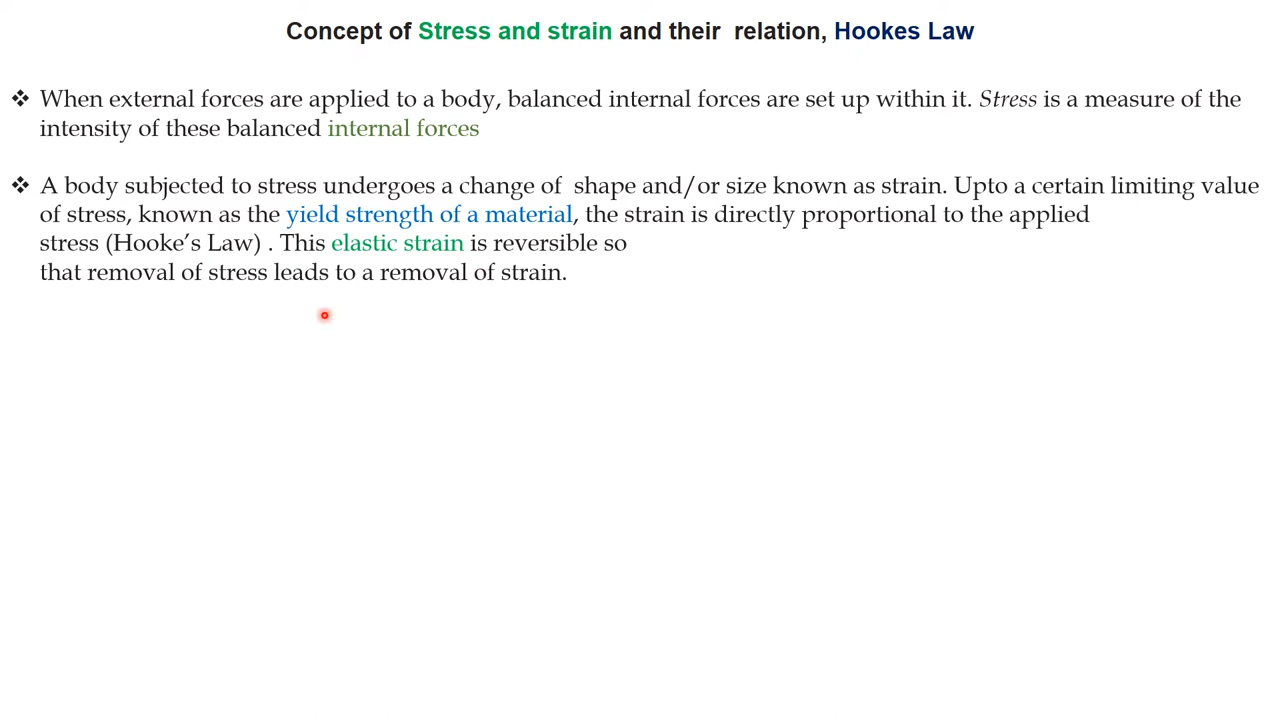 Concept of Stress and strain and their relation, Hookes Law
❖ When external forces are applied to a body, balanced internal forces are set up within it. Stress is a measure of the
intensity of these balanced internal forces
❖ A body subjected to stress undergoes a change of shape and/or size known as strain. Upto a certain limiting value
of stress, known as the yield strength of a material, the strain is directly proportional to the applied
stress (Hooke’s Law) . This elastic strain is reversible so
that removal of stress leads to a removal of strain.